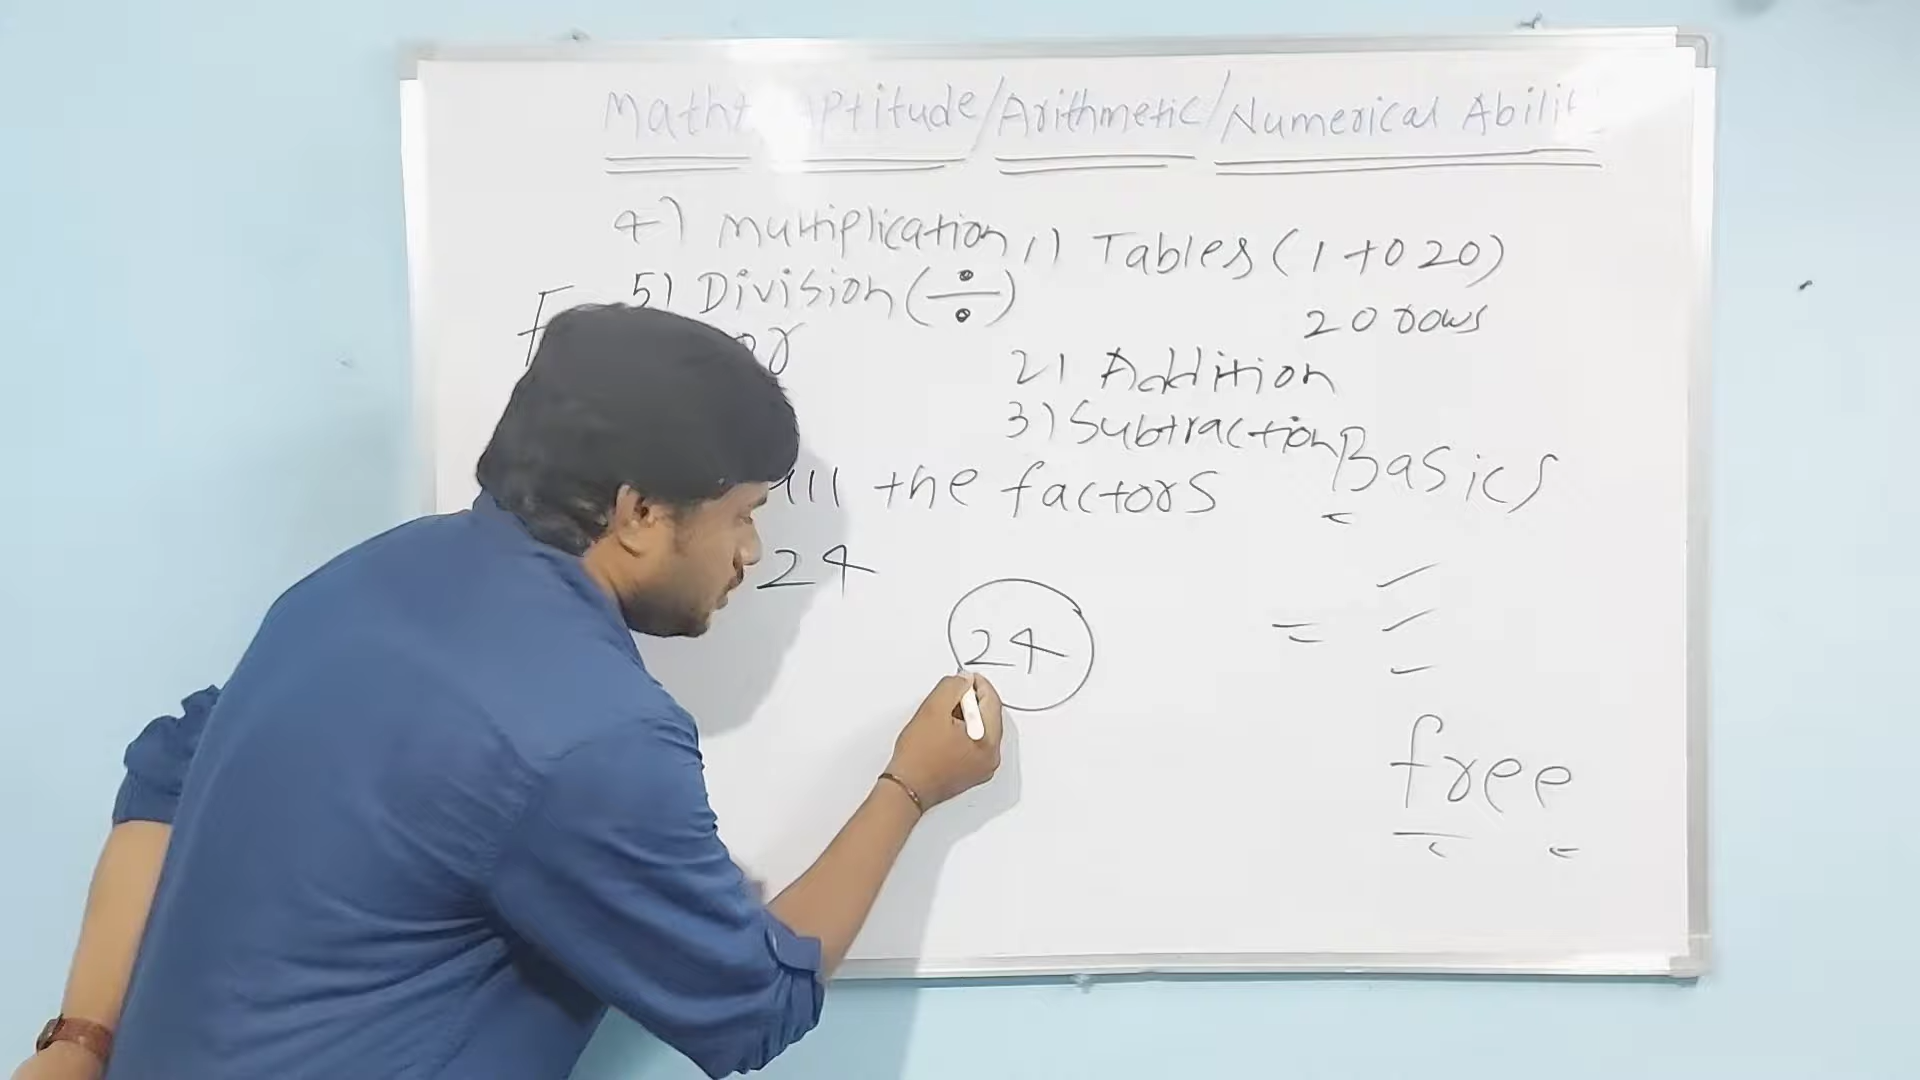 Maths Aptitude/Arithmetic/Numerical Abili
4) Multiplication 1) Tables (1 to 20)
5) Division (÷)
20 rows
2) Addition
3) Subtraction
Basics
all the factors
24
24
free